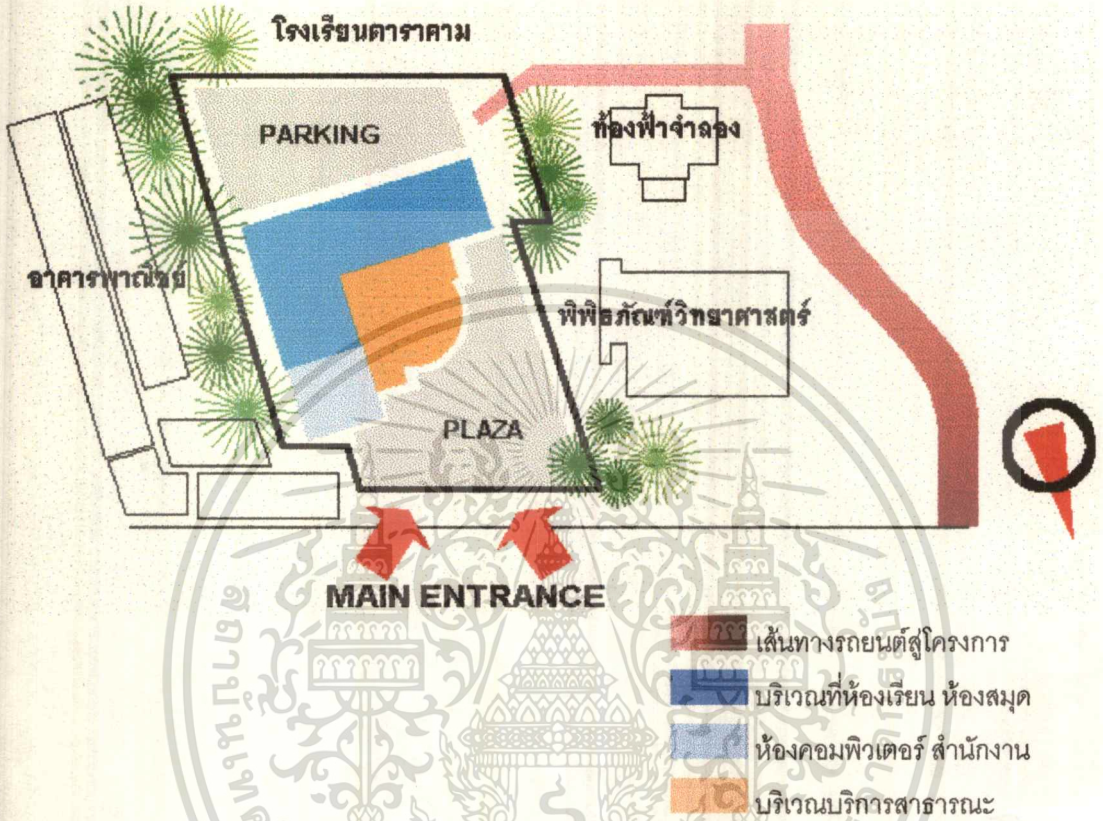 โรงเรียนดาราคาม
PARKING
ท้องฟ้าจำลอง
อาคารพาณิชย์
พิพิธภัณฑ์วิทยาศาสตร์
PLAZA
MAIN ENTRANCE
เส้นทางรถยนต์สู่โครงการ
บริเวณที่ห้องเรียน ห้องสมุด
ห้องคอมพิวเตอร์ สำนักงาน
บริเวณบริการสาธารณะ